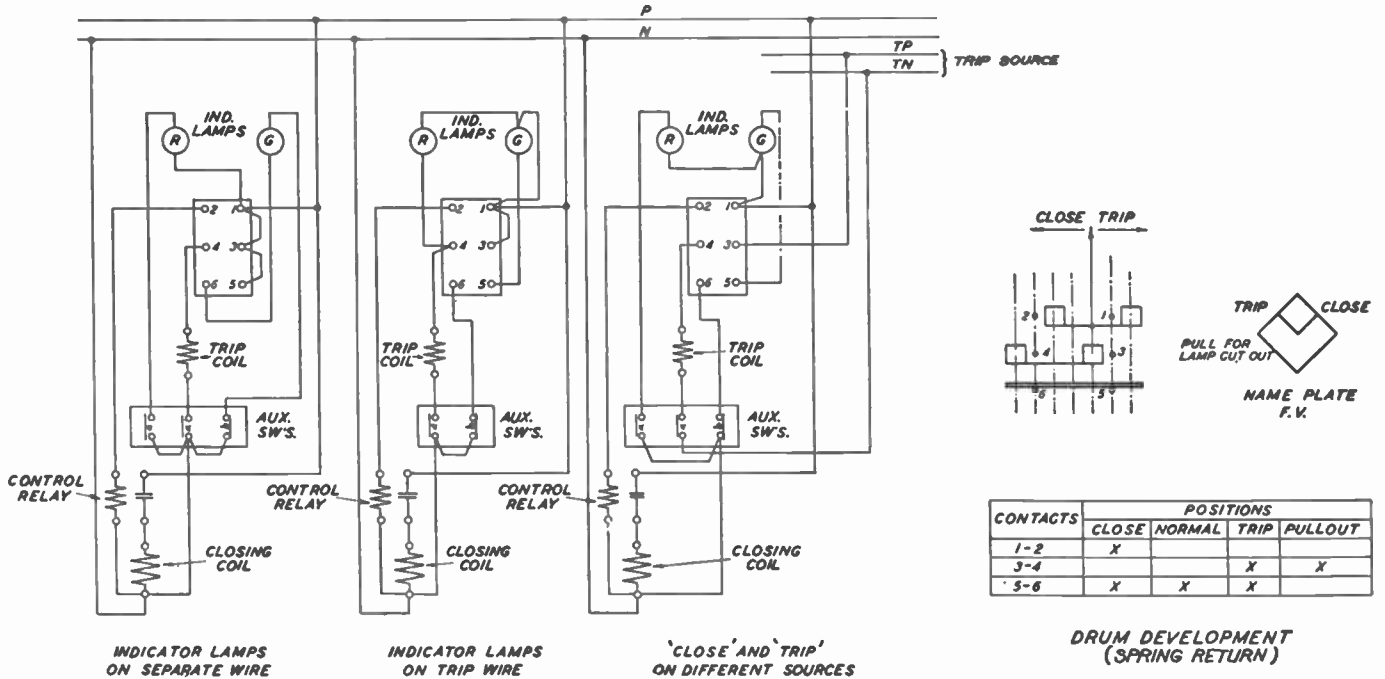 P
N
TP
TN
TRIP SOURCE
IND.
LAMPS
R
G
2
1
4
3
6
5
TRIP
COIL
a
a
b
AUX.
SW'S.
CONTROL
RELAY
CLOSING
COIL
INDICATOR LAMPS
ON SEPARATE WIRE
IND.
LAMPS
R
G
2
1
4
3
6
5
TRIP
COIL
a
b
AUX.
SW'S.
CONTROL
RELAY
CLOSING
COIL
INDICATOR LAMPS
ON TRIP WIRE
IND.
LAMPS
R
G
2
1
4
3
6
5
TRIP
COIL
a
a
b
AUX.
SW'S.
CONTROL
RELAY
CLOSING
COIL
'CLOSE' AND 'TRIP'
ON DIFFERENT SOURCES
CLOSE TRIP
2
1
4
3
6
5
TRIP
CLOSE
PULL FOR
LAMP CUT OUT
NAME PLATE
F.V.
CONTACTS POSITIONS
CLOSE NORMAL TRIP PULLOUT
1-2 X
3-4 X X
5-6 X X X
DRUM DEVELOPMENT
(SPRING RETURN)